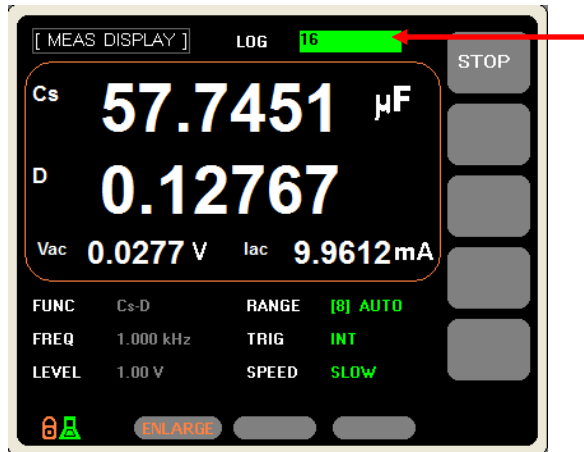 [ MEAS DISPLAY ] LOG 16
STOP
Cs 57.7451 µF
D 0.12767
Vac 0.0277 V Iac 9.9612 mA
FUNC Cs-D RANGE [8] AUTO
FREQ 1.000 kHz TRIG INT
LEVEL 1.00 V SPEED SLOW
ENLARGE